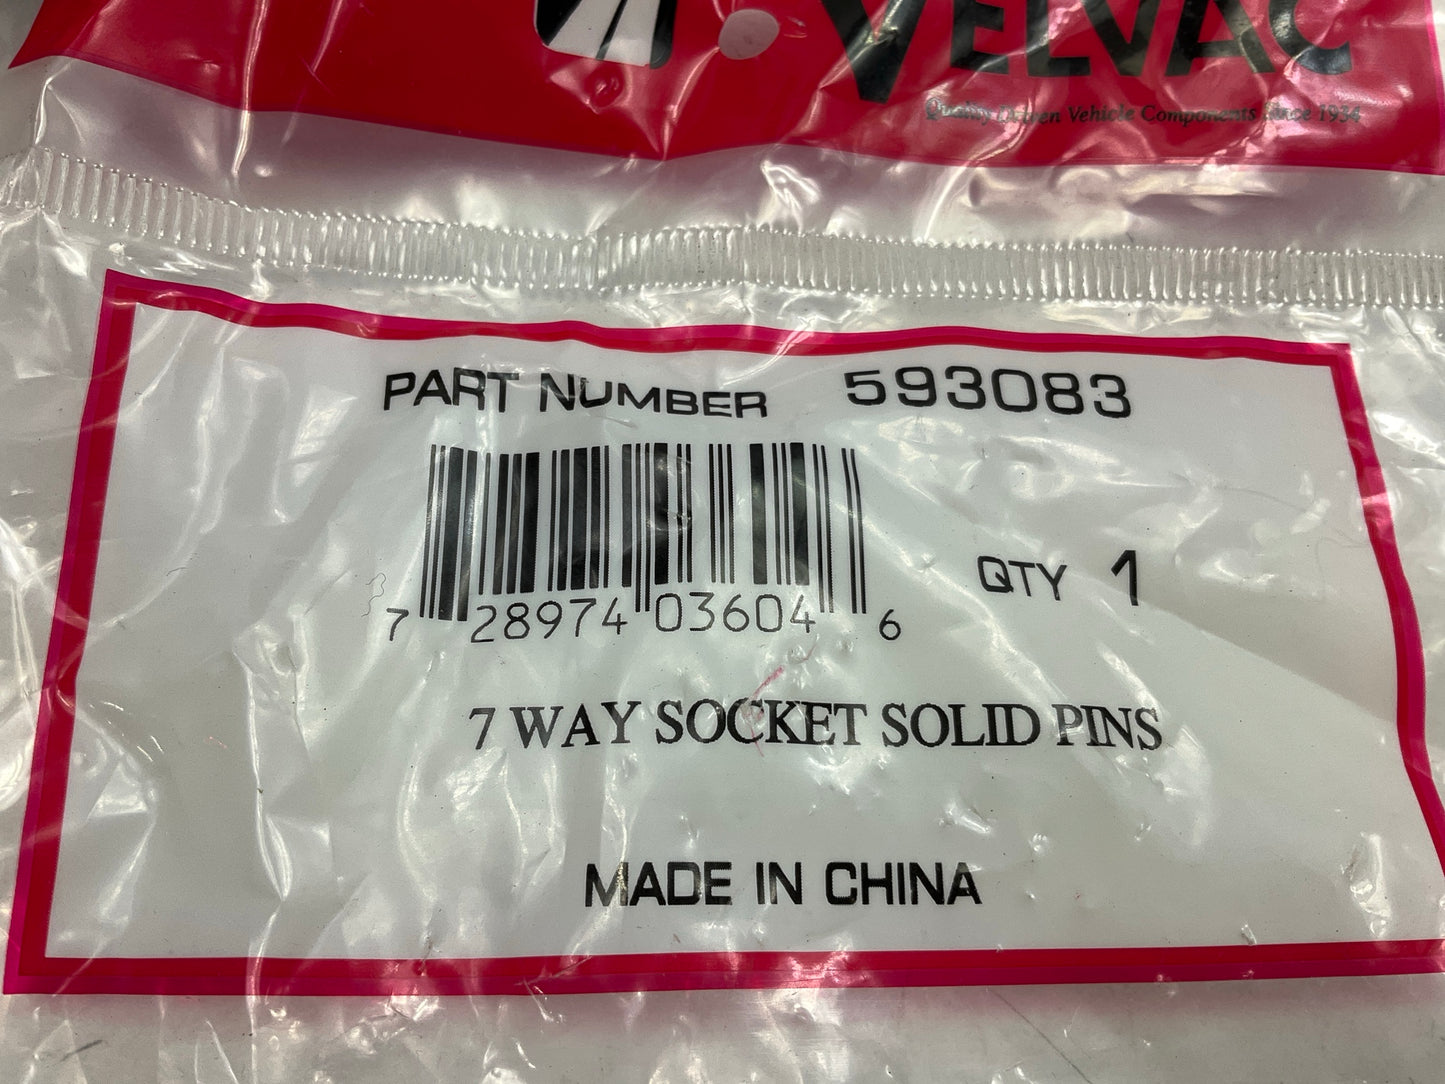 VELVAC
Quality Driven Vehicle Components Since 1934
PART NUMBER 593083
QTY 1
7 28974 03604 6
7 WAY SOCKET SOLID PINS
MADE IN CHINA